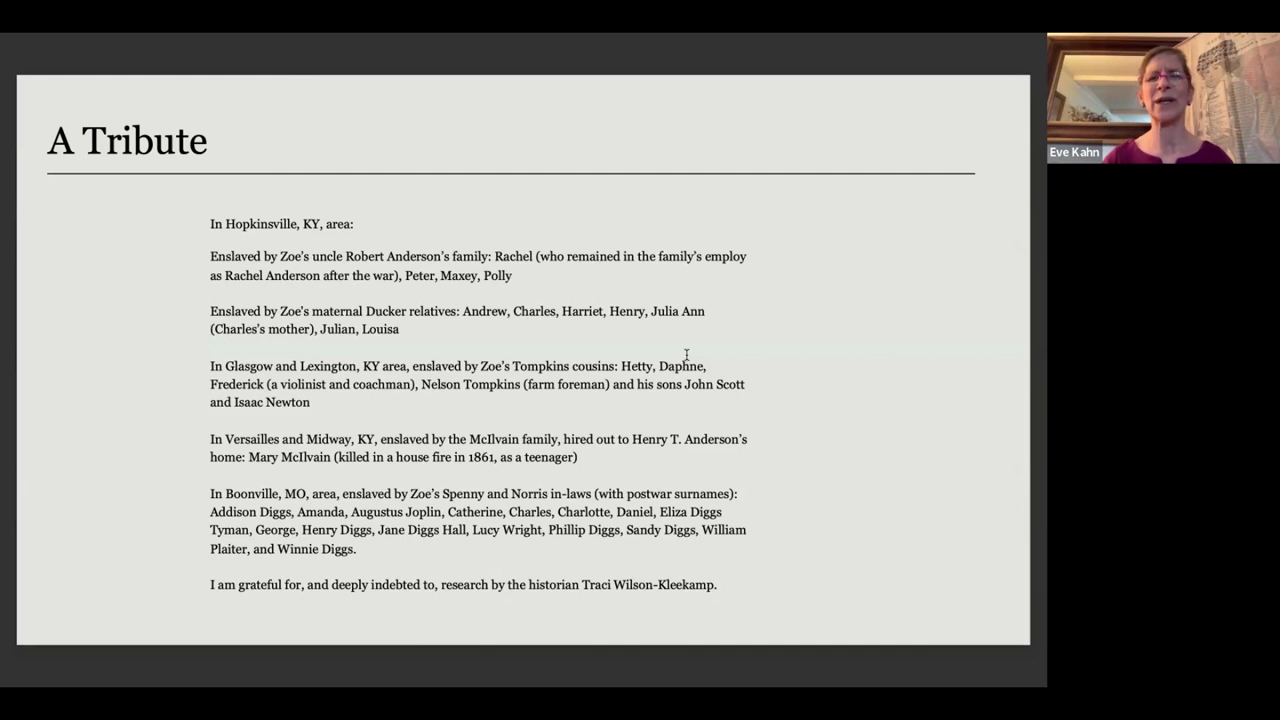 A Tribute
Eve Kahn
In Hopkinsville, KY, area:
Enslaved by Zoe’s uncle Robert Anderson’s family: Rachel (who remained in the family’s employ
as Rachel Anderson after the war), Peter, Maxey, Polly
Enslaved by Zoe's maternal Ducker relatives: Andrew, Charles, Harriet, Henry, Julia Ann
(Charles's mother), Julian, Louisa
In Glasgow and Lexington, KY area, enslaved by Zoe’s Tompkins cousins: Hetty, Daphne,
Frederick (a violinist and coachman), Nelson Tompkins (farm foreman) and his sons John Scott
and Isaac Newton
In Versailles and Midway, KY, enslaved by the McIlvain family, hired out to Henry T. Anderson’s
home: Mary McIlvain (killed in a house fire in 1861, as a teenager)
In Boonville, MO, area, enslaved by Zoe’s Spenny and Norris in-laws (with postwar surnames):
Addison Diggs, Amanda, Augustus Joplin, Catherine, Charles, Charlotte, Daniel, Eliza Diggs
Tyman, George, Henry Diggs, Jane Diggs Hall, Lucy Wright, Phillip Diggs, Sandy Diggs, William
Plaiter, and Winnie Diggs.
I am grateful for, and deeply indebted to, research by the historian Traci Wilson-Kleekamp.